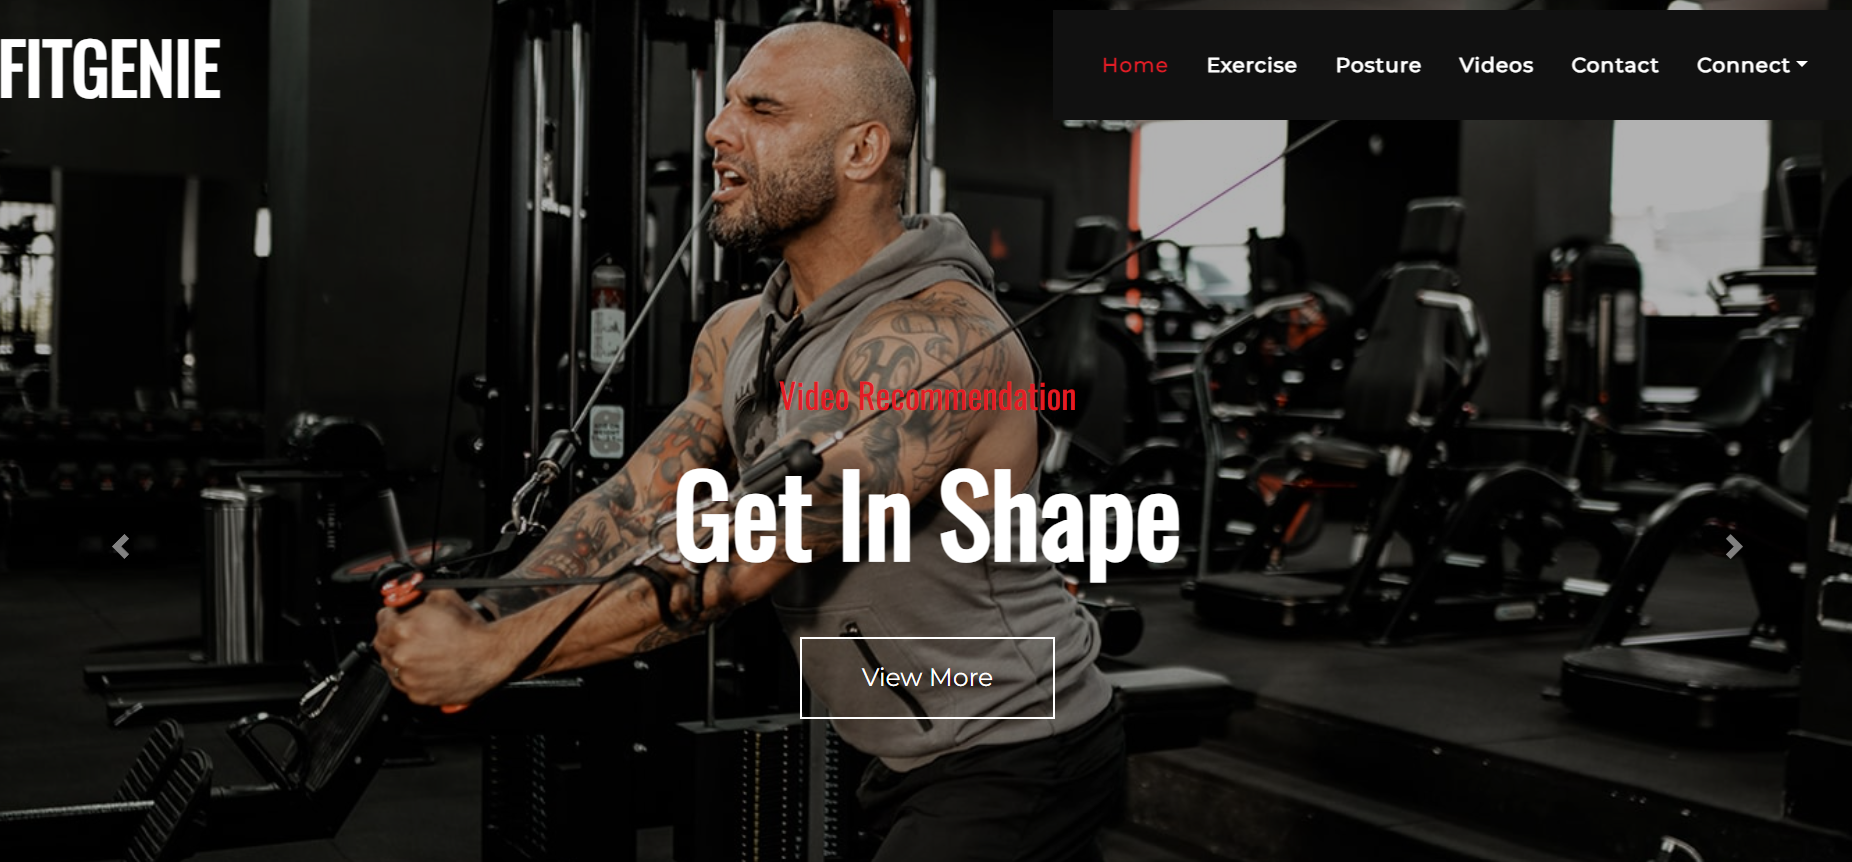 FITGENIE
Home Exercise Posture Videos Contact Connect
Video Recommendation
Get In Shape
View More